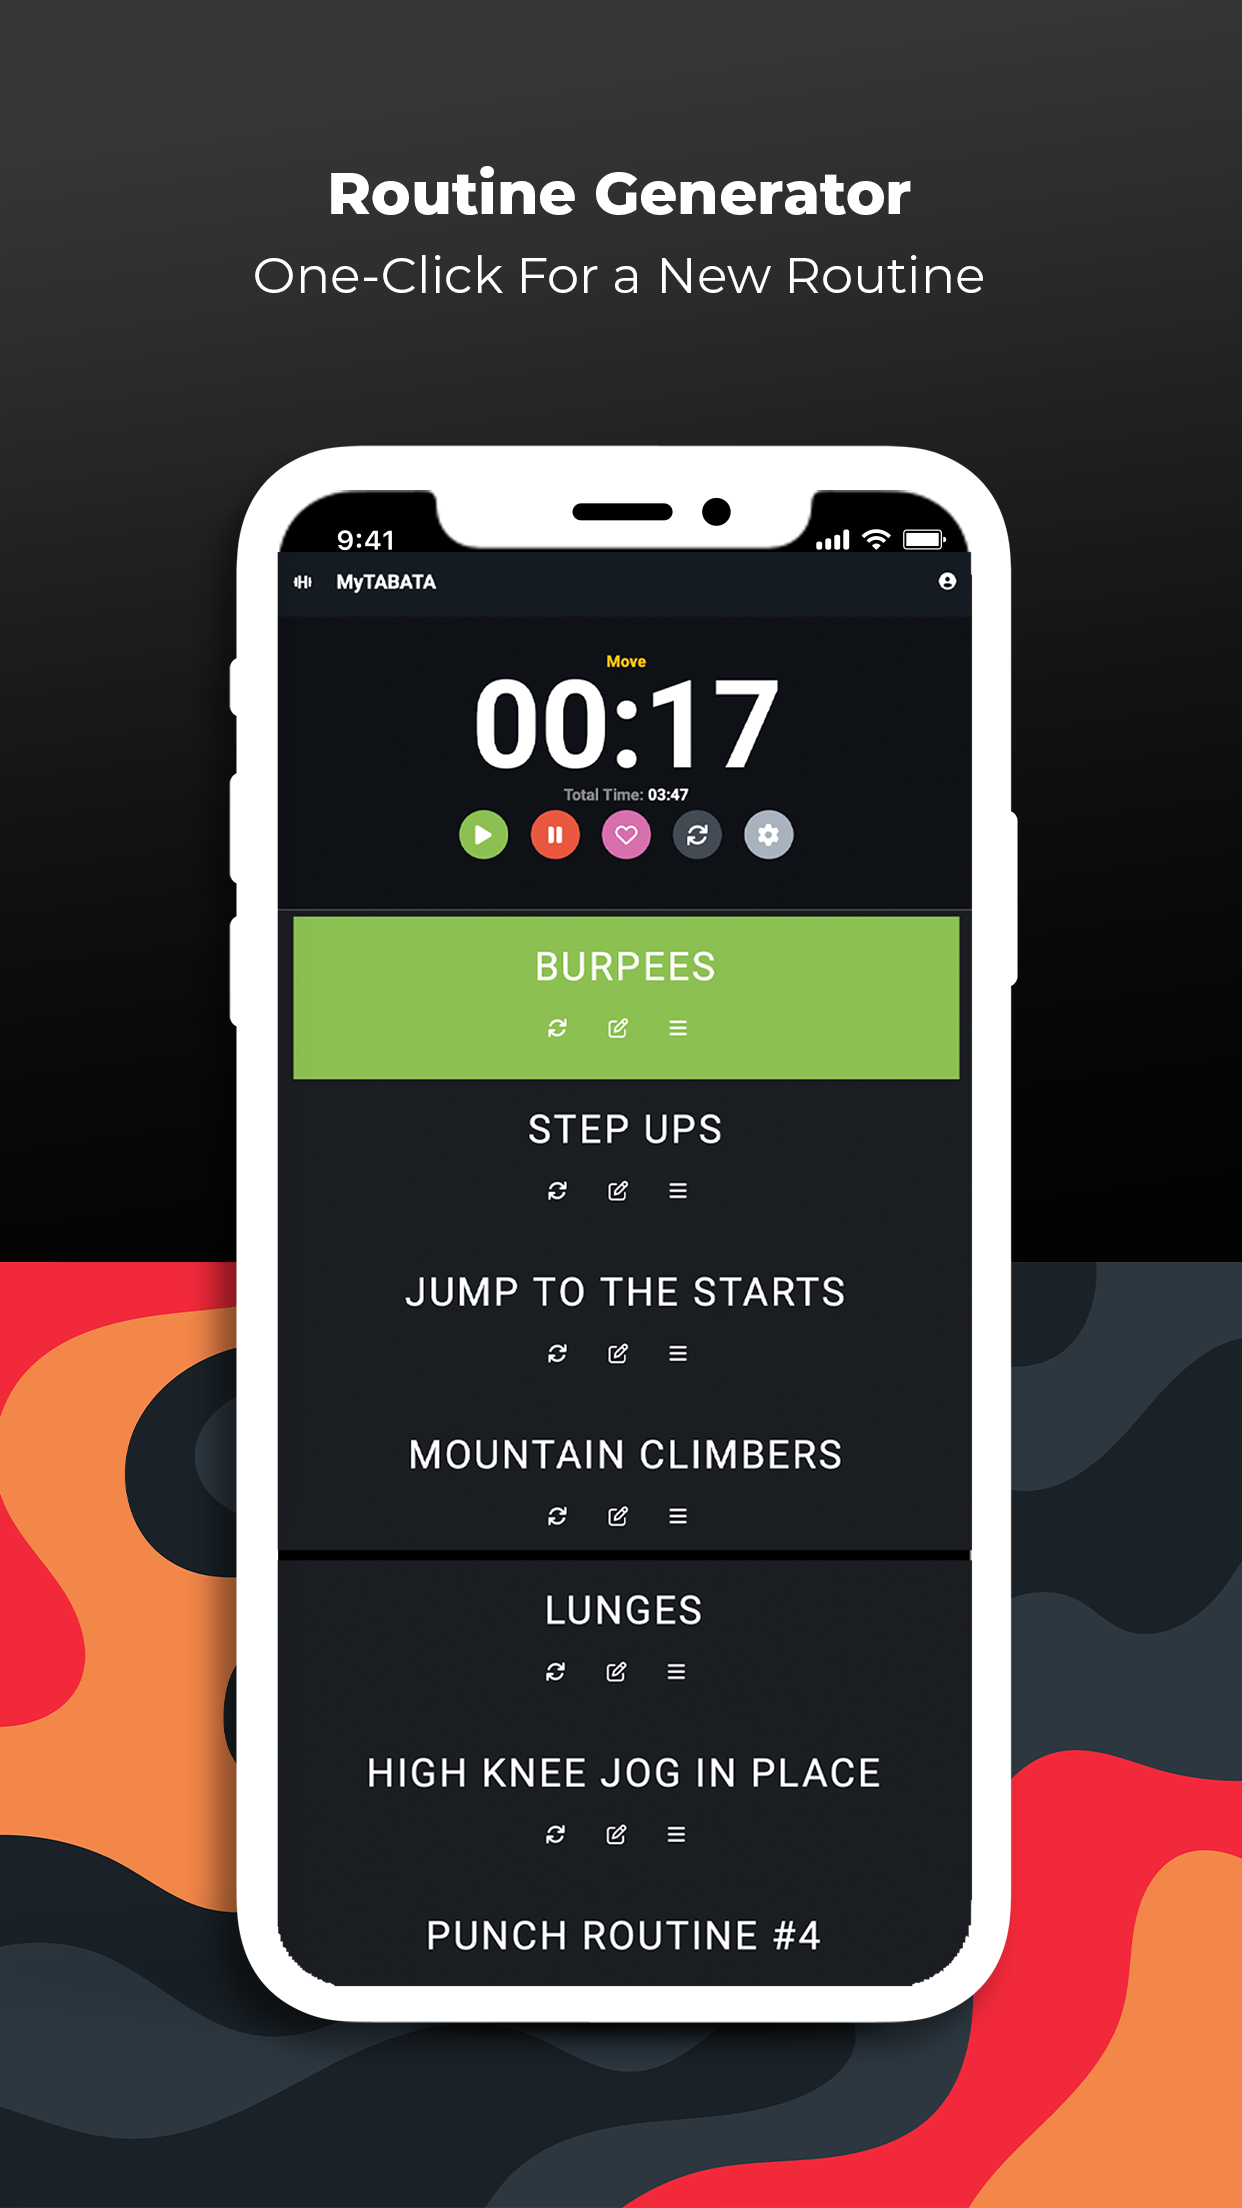 Routine Generator
One-Click For a New Routine
9:41
MyTABATA
Move
00:17
Total Time: 03:47
BURPEES
STEP UPS
JUMP TO THE STARTS
MOUNTAIN CLIMBERS
LUNGES
HIGH KNEE JOG IN PLACE
PUNCH ROUTINE #4